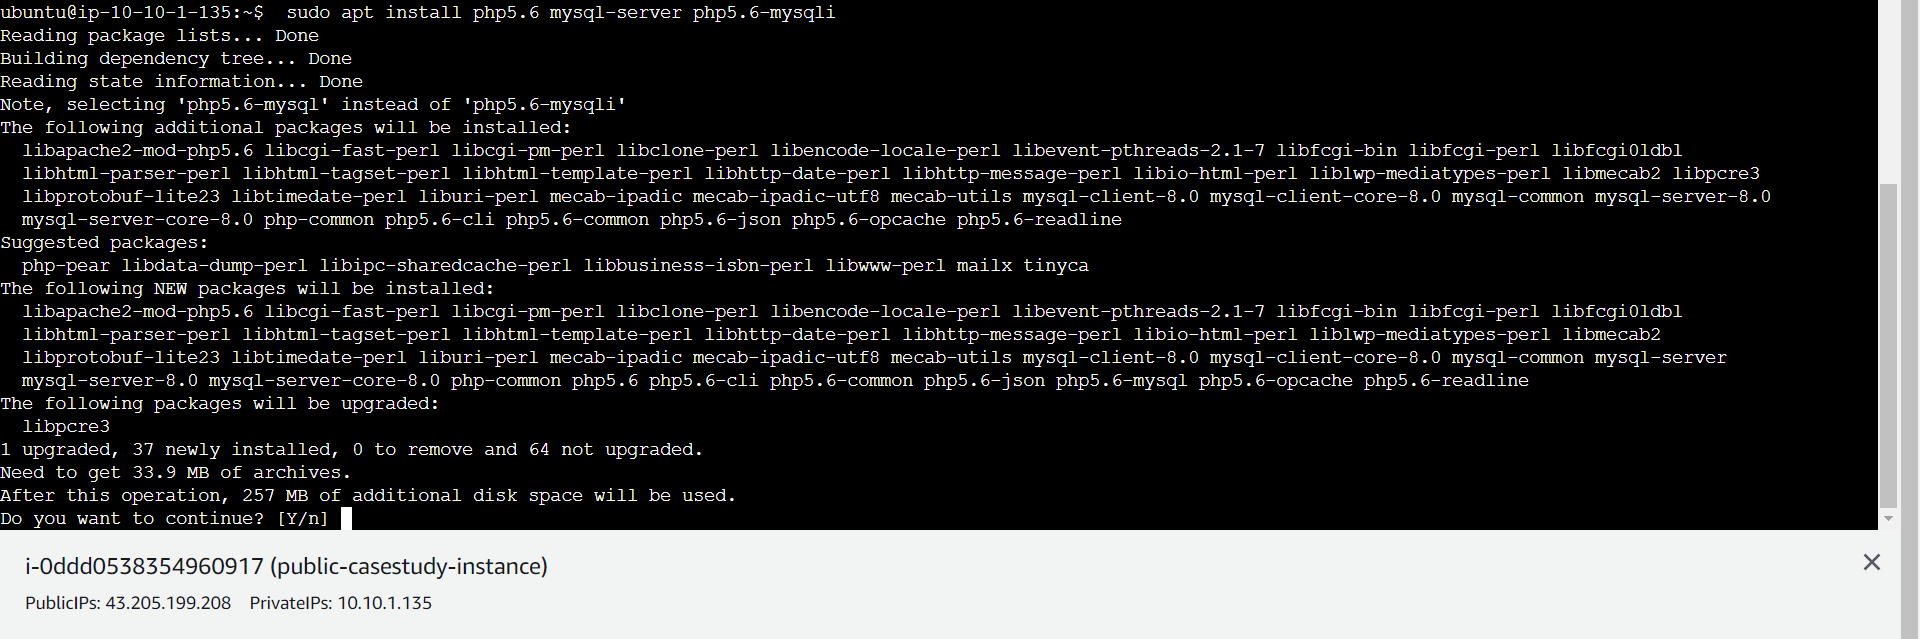 ubuntu@ip-10-10-1-135:~$  sudo apt install php5.6 mysql-server php5.6-mysqli
Reading package lists... Done
Building dependency tree... Done
Reading state information... Done
Note, selecting 'php5.6-mysql' instead of 'php5.6-mysqli'
The following additional packages will be installed:
  libapache2-mod-php5.6 libcgi-fast-perl libcgi-pm-perl libclone-perl libencode-locale-perl libevent-pthreads-2.1-7 libfcgi-bin libfcgi-perl libfcgi0ldbl
  libhtml-parser-perl libhtml-tagset-perl libhtml-template-perl libhttp-date-perl libhttp-message-perl libio-html-perl liblwp-mediatypes-perl libmecab2 libpcre3
  libprotobuf-lite23 libtimedate-perl liburi-perl mecab-ipadic mecab-ipadic-utf8 mecab-utils mysql-client-8.0 mysql-client-core-8.0 mysql-common mysql-server-8.0
  mysql-server-core-8.0 php-common php5.6-cli php5.6-common php5.6-json php5.6-opcache php5.6-readline
Suggested packages:
  php-pear libdata-dump-perl libipc-sharedcache-perl libbusiness-isbn-perl libwww-perl mailx tinyca
The following NEW packages will be installed:
  libapache2-mod-php5.6 libcgi-fast-perl libcgi-pm-perl libclone-perl libencode-locale-perl libevent-pthreads-2.1-7 libfcgi-bin libfcgi-perl libfcgi0ldbl
  libhtml-parser-perl libhtml-tagset-perl libhtml-template-perl libhttp-date-perl libhttp-message-perl libio-html-perl liblwp-mediatypes-perl libmecab2
  libprotobuf-lite23 libtimedate-perl liburi-perl mecab-ipadic mecab-ipadic-utf8 mecab-utils mysql-client-8.0 mysql-client-core-8.0 mysql-common mysql-server
  mysql-server-8.0 mysql-server-core-8.0 php-common php5.6 php5.6-cli php5.6-common php5.6-json php5.6-mysql php5.6-opcache php5.6-readline
The following packages will be upgraded:
  libpcre3
1 upgraded, 37 newly installed, 0 to remove and 64 not upgraded.
Need to get 33.9 MB of archives.
After this operation, 257 MB of additional disk space will be used.
Do you want to continue? [Y/n]
i-0ddd0538354960917 (public-casestudy-instance)
PublicIPs: 43.205.199.208 PrivateIPs: 10.10.1.135